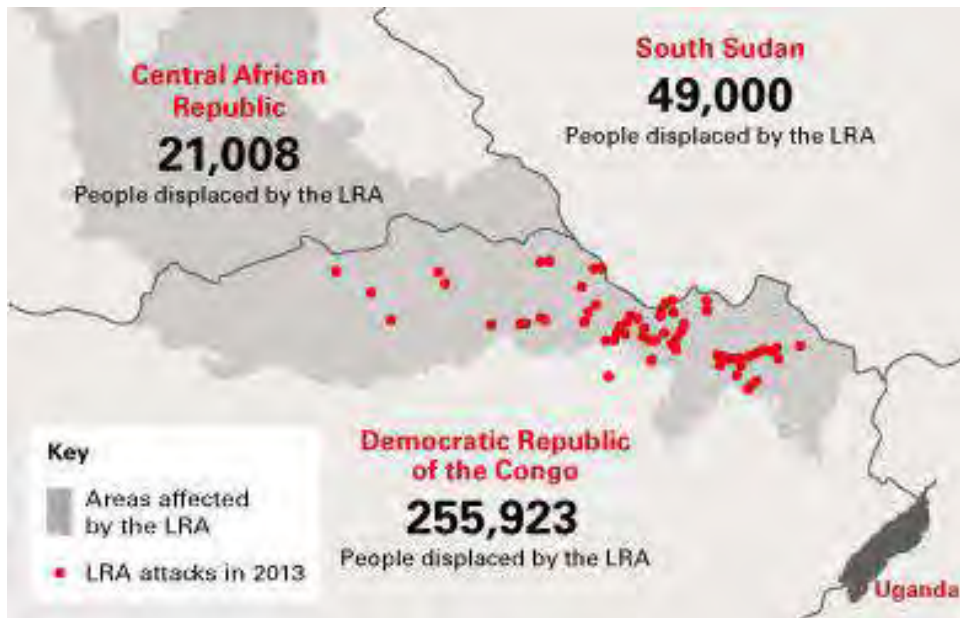 Central African
Republic
21,008
People displaced by the LRA
South Sudan
49,000
People displaced by the LRA
Democratic Republic
of the Congo
255,923
People displaced by the LRA
Key
Areas affected
by the LRA
LRA attacks in 2013
Uganda